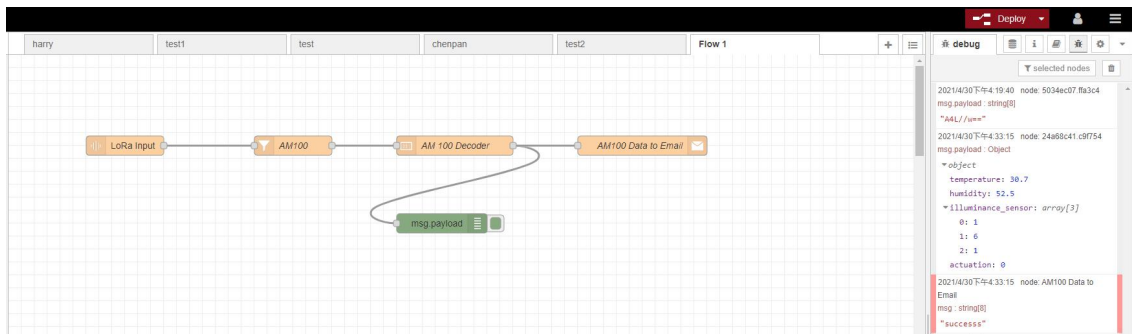 Deploy
harry
test1
test
chenpan
test2
Flow 1
debug
i
selected nodes
2021/4/30下午4:19:40 node: 5034ec07.ffa3c4
msg.payload : string[8]
"A4L//w=="
2021/4/30下午4:33:15 node: 24a68c41.c9f754
msg.payload : Object
object
temperature: 30.7
humidity: 52.5
illuminance_sensor: array[3]
0: 1
1: 6
2: 1
actuation: 0
2021/4/30下午4:33:15 node: AM100 Data to
Email
msg : string[8]
"successs"
LoRa Input
AM100
AM 100 Decoder
AM100 Data to Email
msg.payload